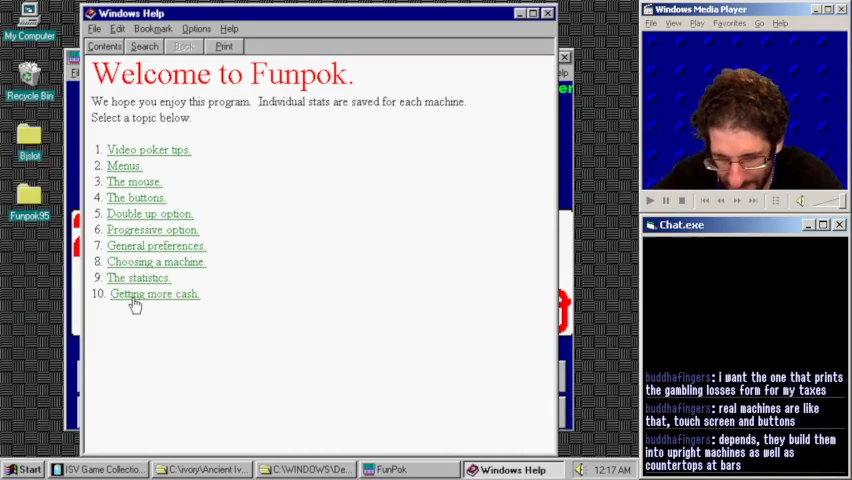 My Computer
Recycle Bin
Bjslot
Funpok95
Windows Help
File Edit Bookmark Options Help
Contents Search Back Print
Welcome to Funpok.
We hope you enjoy this program. Individual stats are saved for each machine.
Select a topic below.
1. Video poker tips.
2. Menus.
3. The mouse.
4. The buttons.
5. Double up option.
6. Progressive option.
7. General preferences.
8. Choosing a machine.
9. The statistics.
10. Getting more cash.
Windows Media Player
File View Play Favorites Go Help
Chat.exe
buddhafingers: i want the one that prints
the gambling losses form for my taxes
buddhafingers: real machines are like
that, touch screen and buttons
buddhafingers: depends, they build them
into upright machines as well as
countertops at bars
Start
ISV Game Collectio...
C:\ivory\Ancient Iv...
C:\WINDOWS\De...
FunPok
Windows Help
12:17 AM